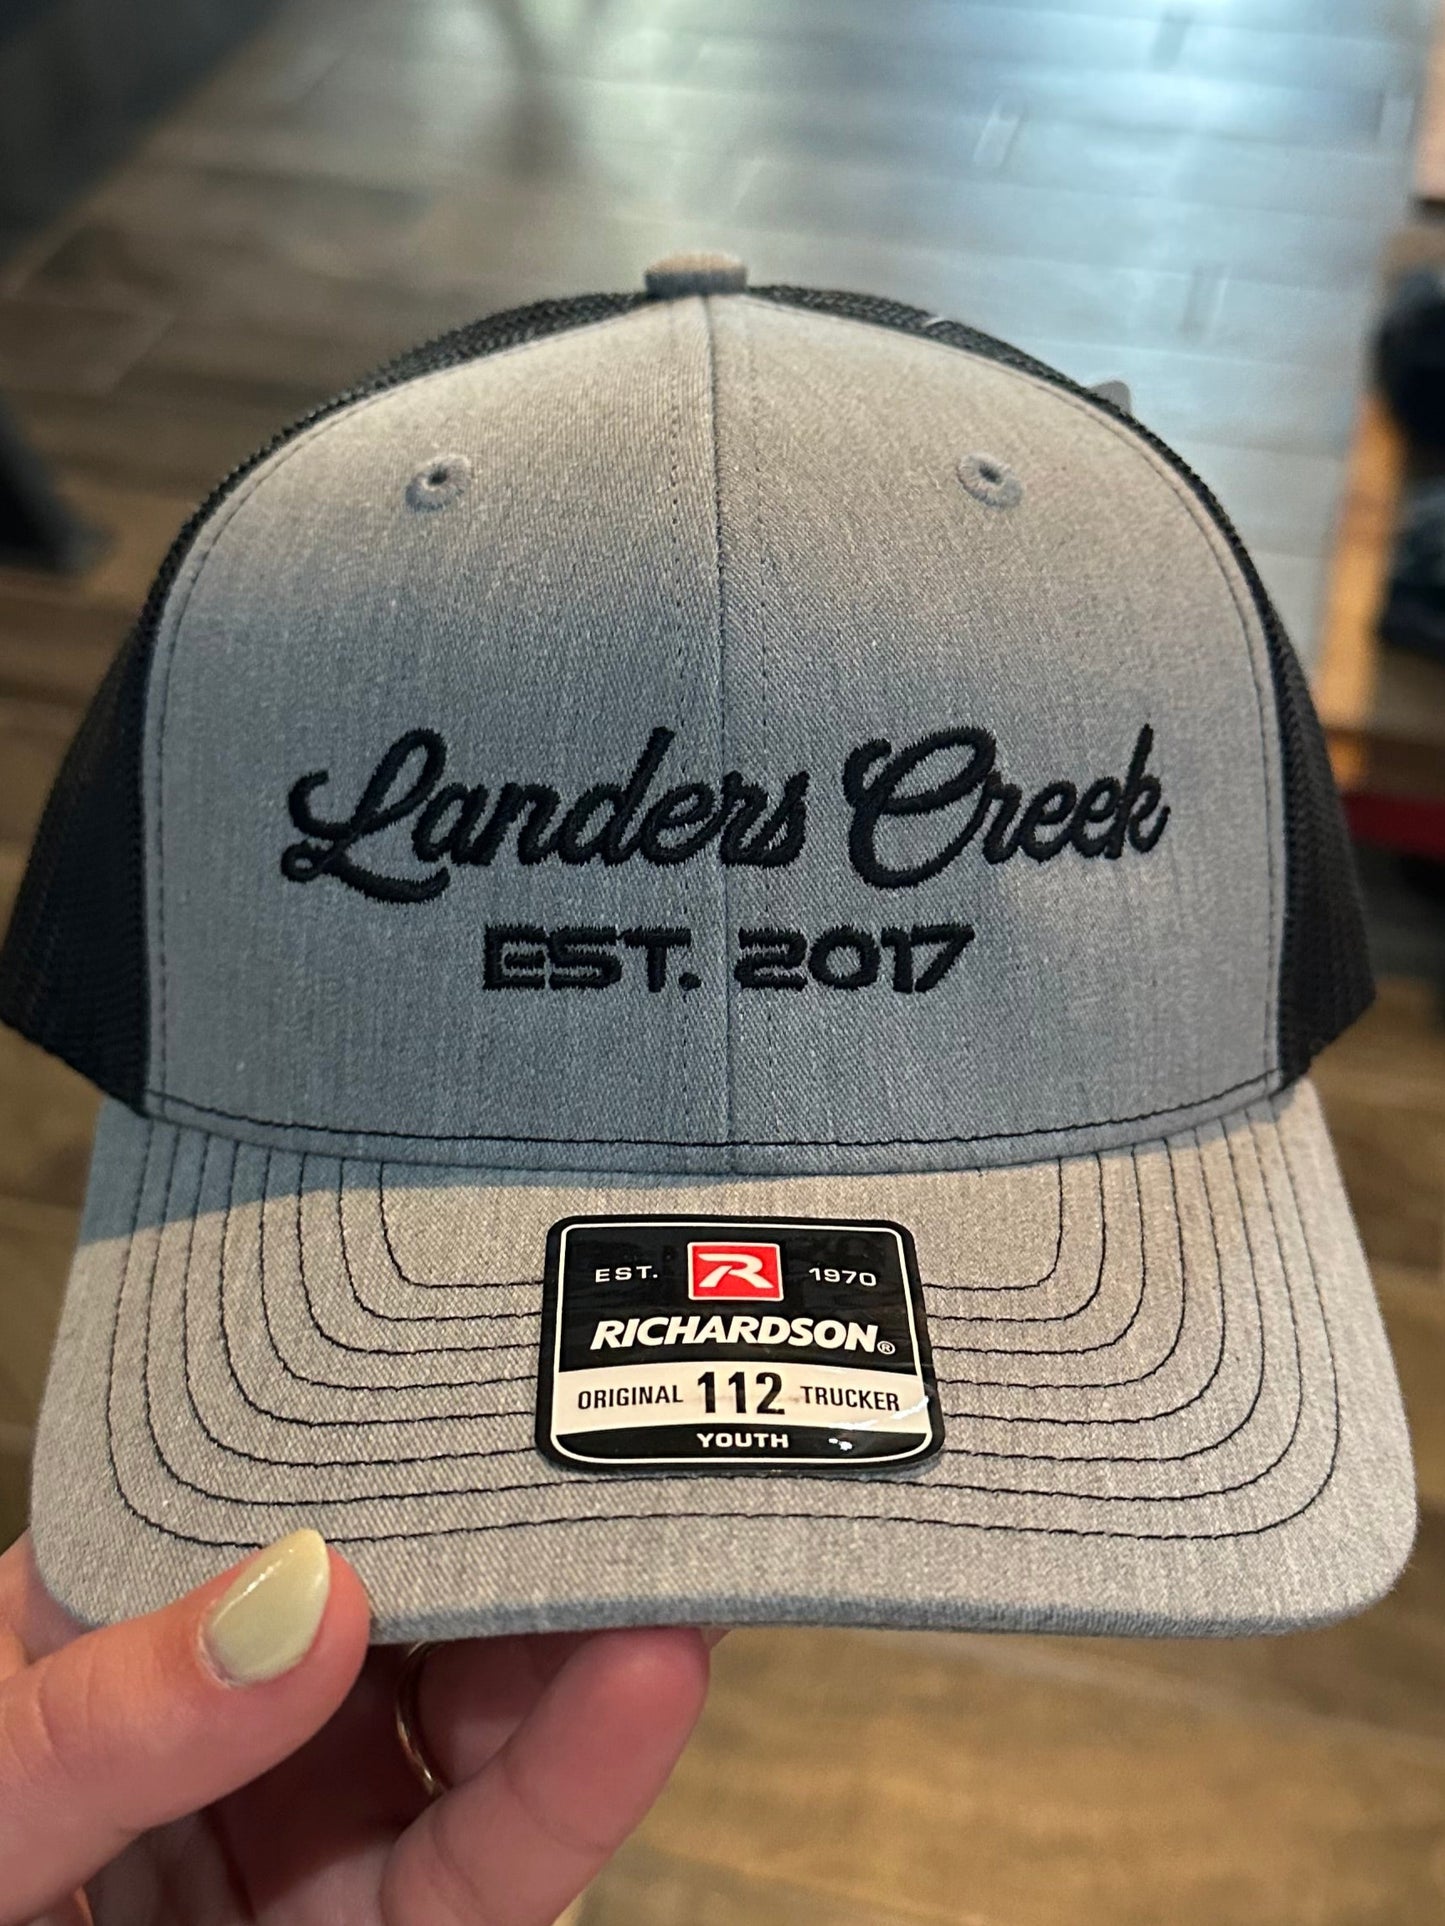 Landers Creek
EST. 2017
EST. R 1970
RICHARDSON®
ORIGINAL 112 TRUCKER
YOUTH